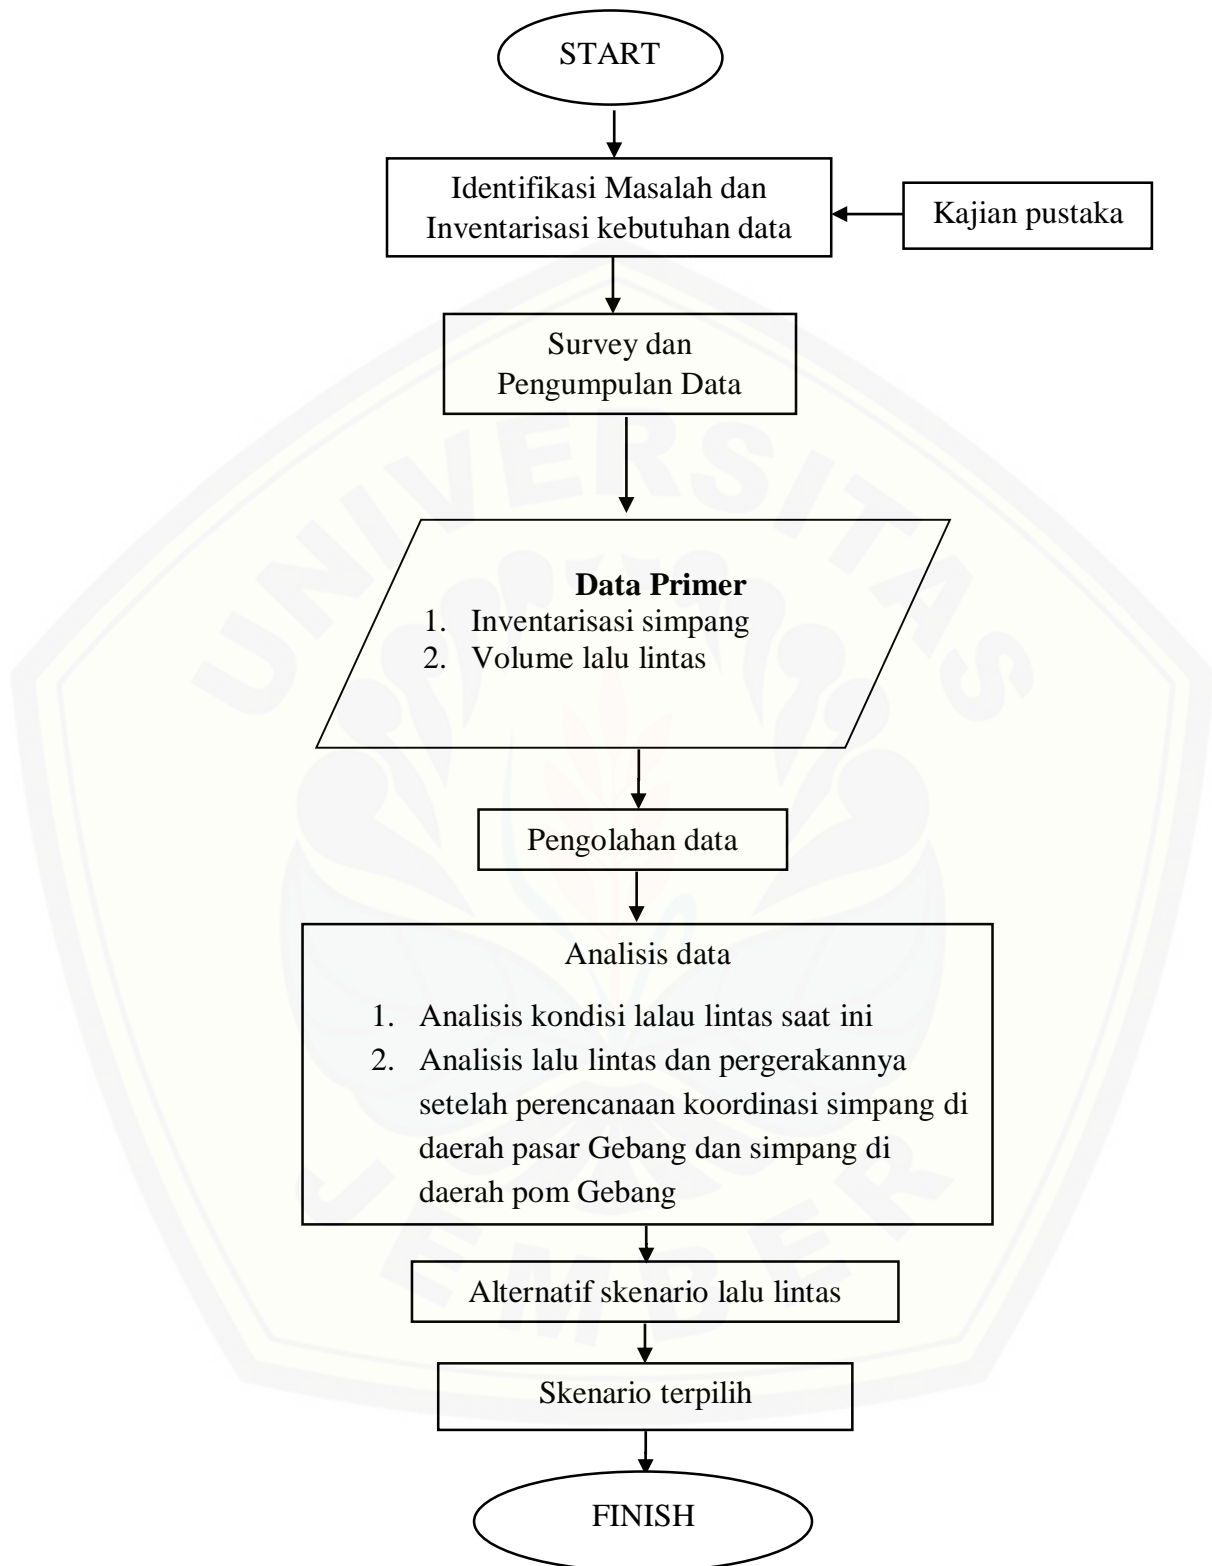 START
Identifikasi Masalah dan
Inventarisasi kebutuhan data
Kajian pustaka
Survey dan
Pengumpulan Data
Data Primer
1. Inventarisasi simpang
2. Volume lalu lintas
Pengolahan data
Analisis data
1. Analisis kondisi lalau lintas saat ini
2. Analisis lalu lintas dan pergerakannya
setelah perencanaan koordinasi simpang di
daerah pasar Gebang dan simpang di
daerah pom Gebang
Alternatif skenario lalu lintas
Skenario terpilih
FINISH
UNIVERSITAS
JEMBER